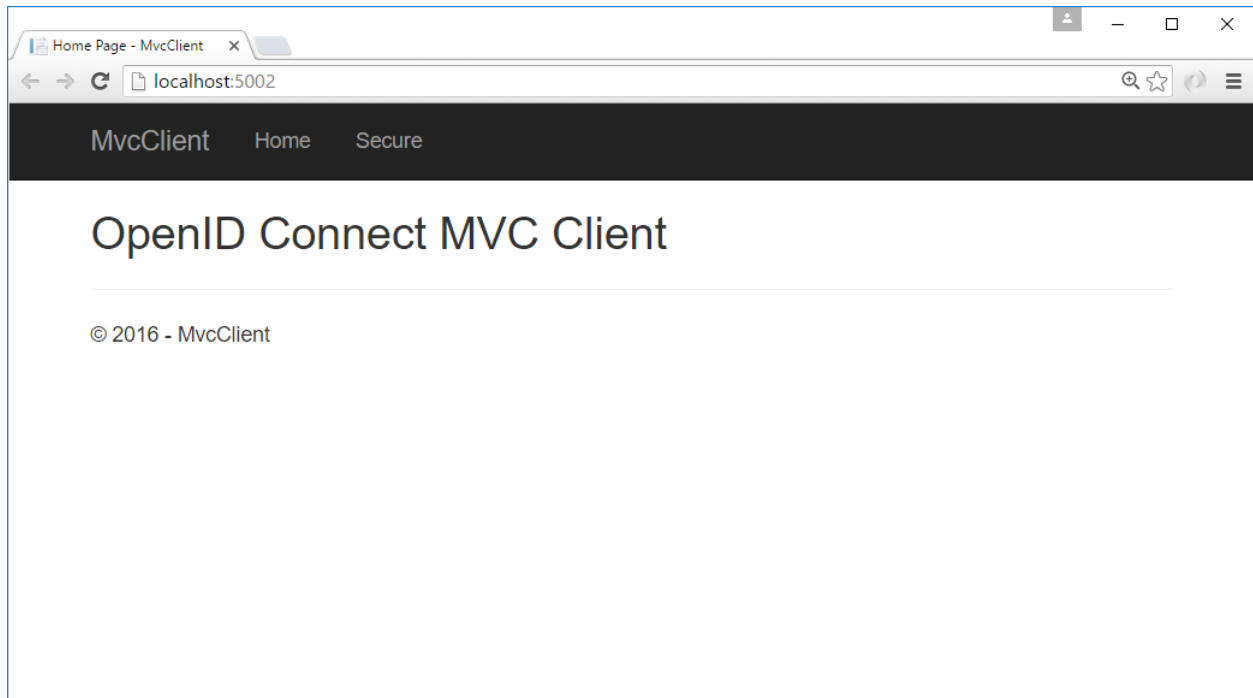 Home Page - MvcClient
localhost:5002
MvcClient Home Secure
OpenID Connect MVC Client
© 2016 - MvcClient